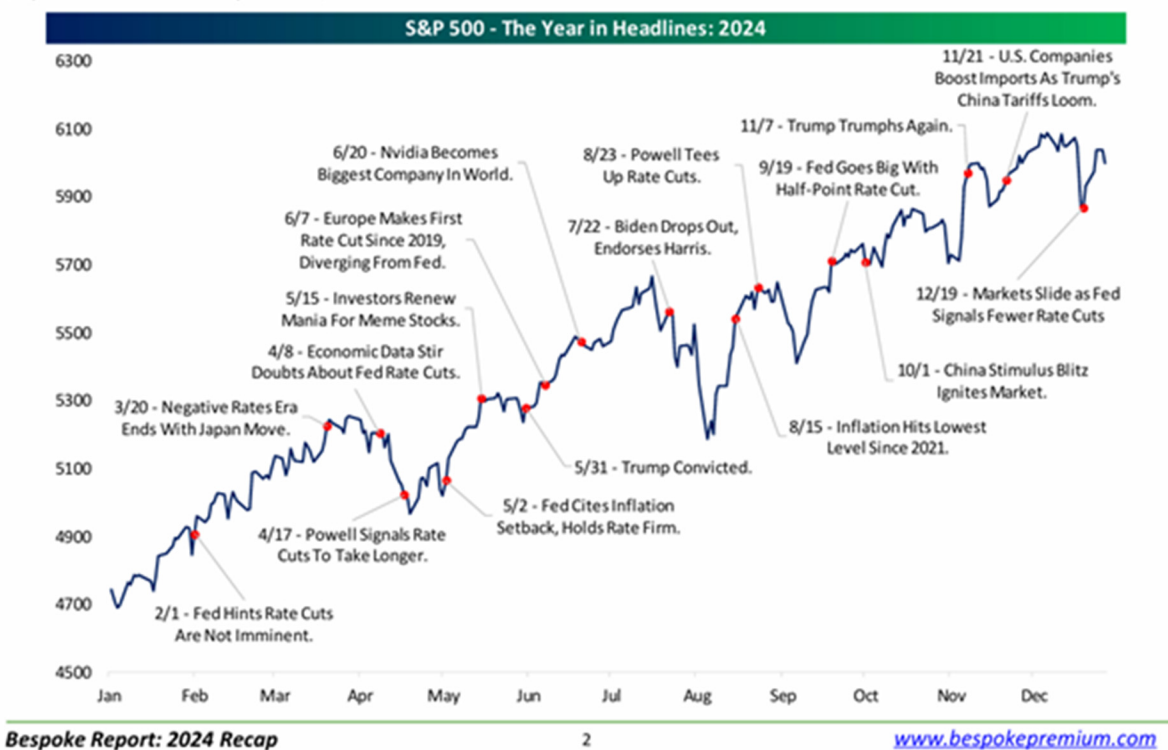 S&P 500 - The Year in Headlines: 2024
6300
6100
5900
5700
5500
5300
5100
4900
4700
4500
11/21 - U.S. Companies
Boost Imports As Trump's
China Tariffs Loom.
11/7 - Trump Trumphs Again.
6/20 - Nvidia Becomes
Biggest Company In World.
8/23 - Powell Tees
Up Rate Cuts.
9/19 - Fed Goes Big With
Half-Point Rate Cut.
6/7 - Europe Makes First
Rate Cut Since 2019,
Diverging From Fed.
7/22 - Biden Drops Out,
Endorses Harris.
5/15 - Investors Renew
Mania For Meme Stocks.
12/19 - Markets Slide as Fed
Signals Fewer Rate Cuts
4/8 - Economic Data Stir
Doubts About Fed Rate Cuts.
10/1 - China Stimulus Blitz
Ignites Market.
3/20 - Negative Rates Era
Ends With Japan Move.
8/15 - Inflation Hits Lowest
Level Since 2021.
5/31 - Trump Convicted.
5/2 - Fed Cites Inflation
Setback, Holds Rate Firm.
4/17 - Powell Signals Rate
Cuts To Take Longer.
2/1 - Fed Hints Rate Cuts
Are Not Imminent.
Jan Feb Mar Apr May Jun Jul Aug Sep Oct Nov Dec
Bespoke Report: 2024 Recap 2 www.bespokepremium.com